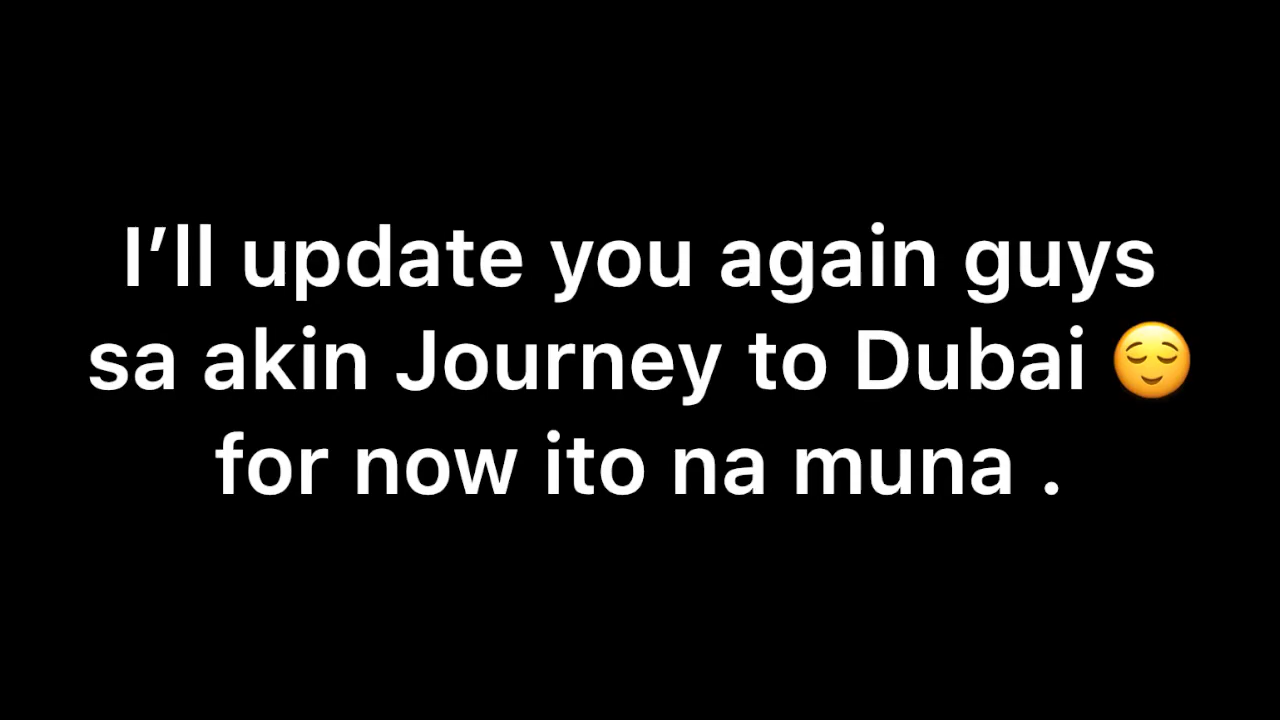 I’ll update you again guys
sa akin Journey to Dubai 😌
for now ito na muna .